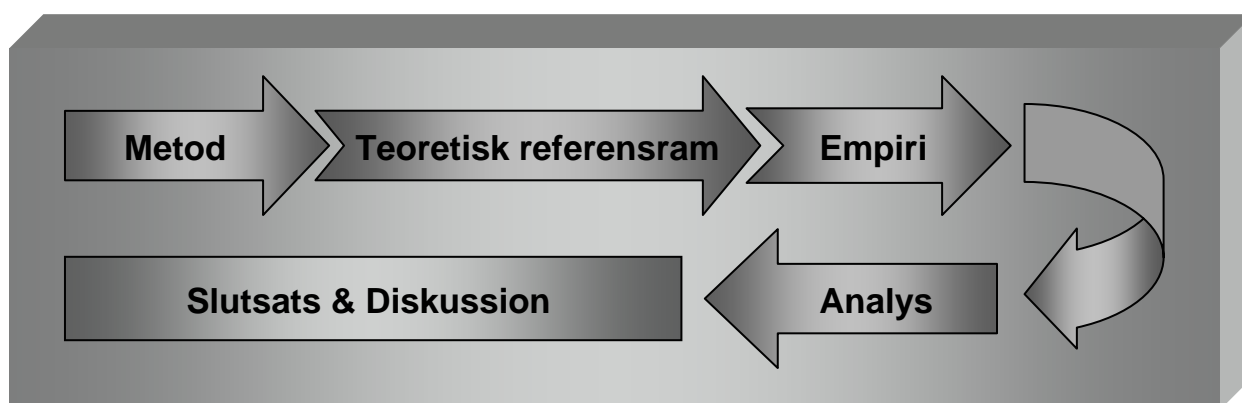 Metod
Teoretisk referensram
Empiri
Analys
Slutsats & Diskussion